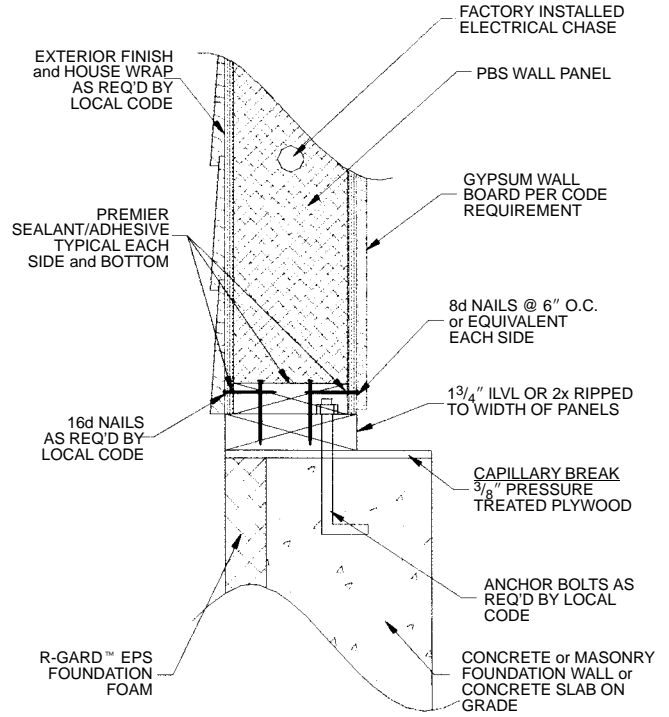 FACTORY INSTALLED
ELECTRICAL CHASE
EXTERIOR FINISH
and HOUSE WRAP
AS REQ'D BY
LOCAL CODE
PBS WALL PANEL
GYPSUM WALL
BOARD PER CODE
REQUIREMENT
PREMIER
SEALANT/ADHESIVE
TYPICAL EACH
SIDE and BOTTOM
8d NAILS @ 6" O.C.
or EQUIVALENT
EACH SIDE
1 3/4" ILVL OR 2x RIPPED
TO WIDTH OF PANELS
16d NAILS
AS REQ'D BY
LOCAL CODE
CAPILLARY BREAK
3/8" PRESSURE
TREATED PLYWOOD
ANCHOR BOLTS AS
REQ'D BY LOCAL
CODE
R-GARD™ EPS
FOUNDATION
FOAM
CONCRETE or MASONRY
FOUNDATION WALL or
CONCRETE SLAB ON
GRADE